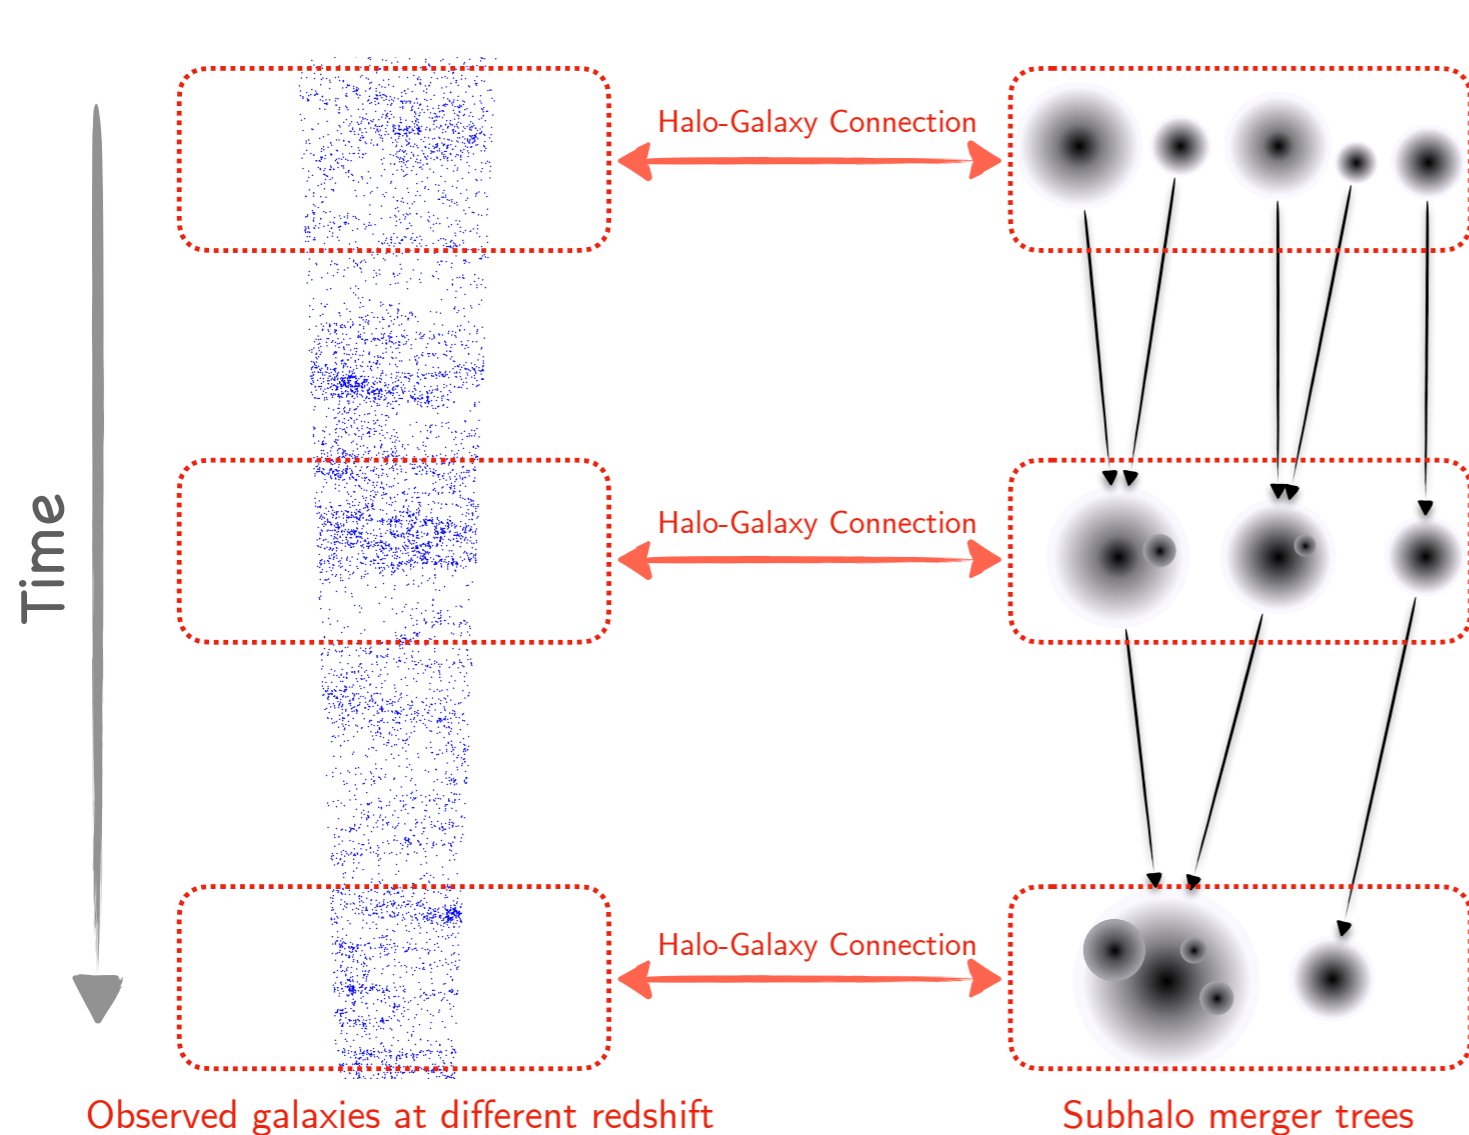 Halo-Galaxy Connection
Time
Halo-Galaxy Connection
Halo-Galaxy Connection
Observed galaxies at different redshift
Subhalo merger trees